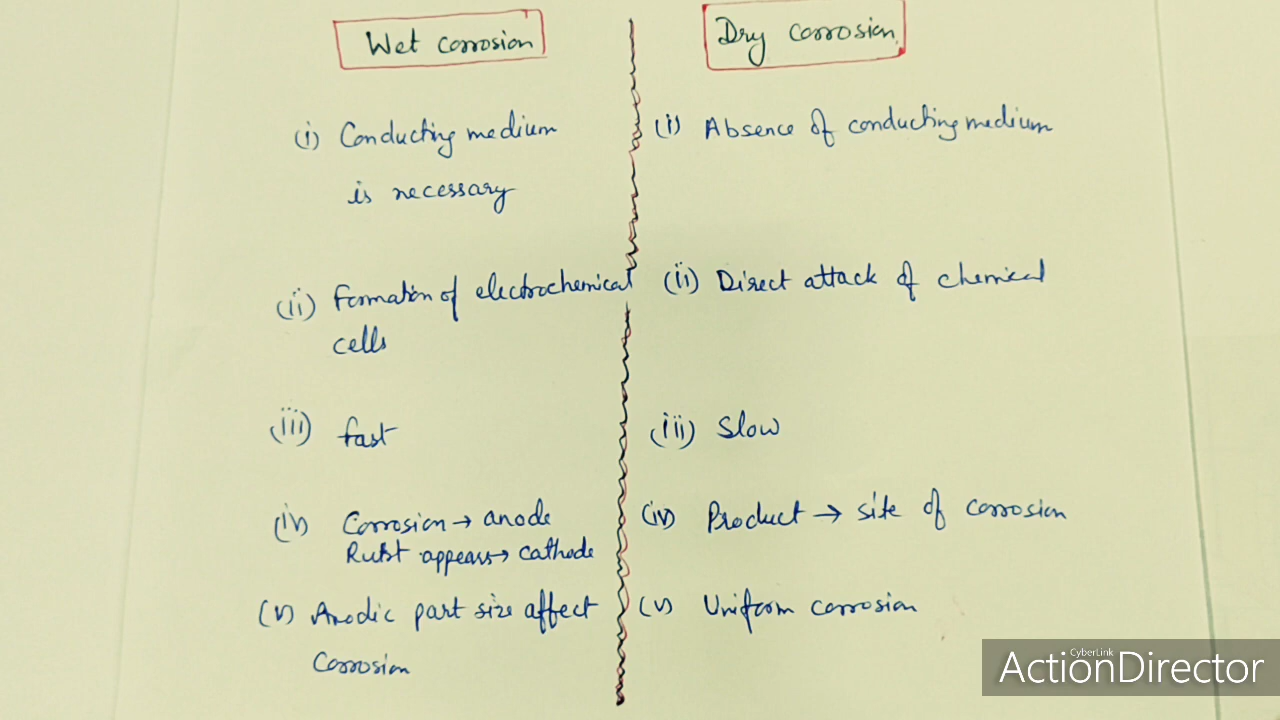 Wet corrosion
(i) Conducting medium
is necessary
(ii) Formation of electrochemical
cells
(iii) fast
(iv) Corrosion → anode
Rust appears → cathode
(v) Anodic part size affect
Corrosion
Dry corrosion
(i) Absence of conducting medium
(ii) Direct attack of chemical
(iii) Slow
(iv) Product → site of corrosion
(v) Uniform corrosion
CyberLink
ActionDirector